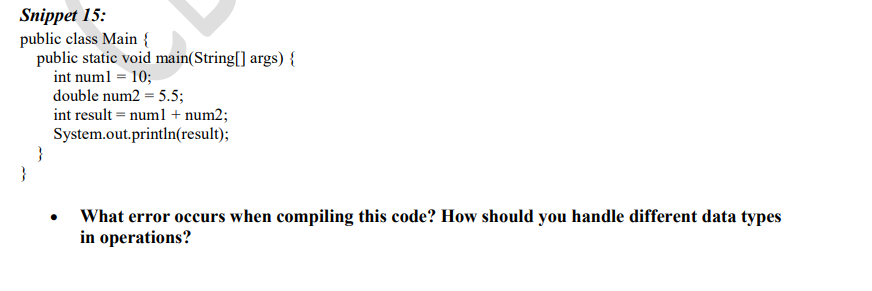 Snippet 15:
public class Main {
public static void main(String[] args) {
int num1 = 10;
double num2 = 5.5;
int result = num1 + num2;
System.out.println(result);
}
}
• What error occurs when compiling this code? How should you handle different data types
in operations?